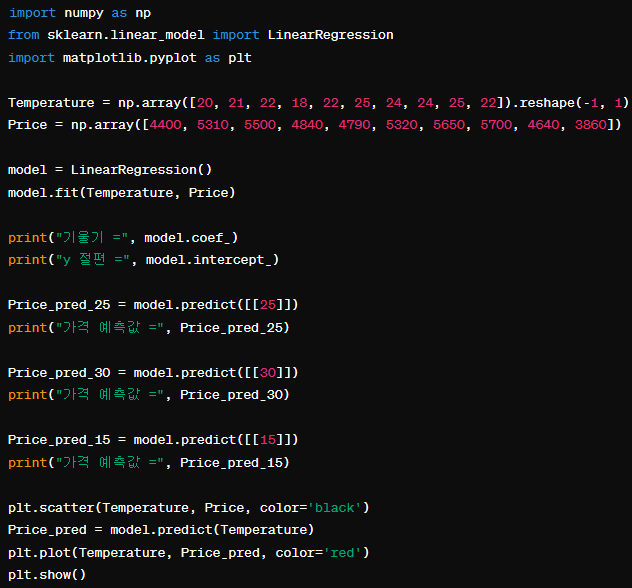 import numpy as np
from sklearn.linear_model import LinearRegression
import matplotlib.pyplot as plt
Temperature = np.array([20, 21, 22, 18, 22, 25, 24, 24, 25, 22]).reshape(-1, 1)
Price = np.array([4400, 5310, 5500, 4840, 4790, 5320, 5650, 5700, 4640, 3860])
model = LinearRegression()
model.fit(Temperature, Price)
print("기울기 =", model.coef_)
print("y 절편 =", model.intercept_)
Price_pred_25 = model.predict([[25]])
print("가격 예측값 =", Price_pred_25)
Price_pred_30 = model.predict([[30]])
print("가격 예측값 =", Price_pred_30)
Price_pred_15 = model.predict([[15]])
print("가격 예측값 =", Price_pred_15)
plt.scatter(Temperature, Price, color='black')
Price_pred = model.predict(Temperature)
plt.plot(Temperature, Price_pred, color='red')
plt.show()